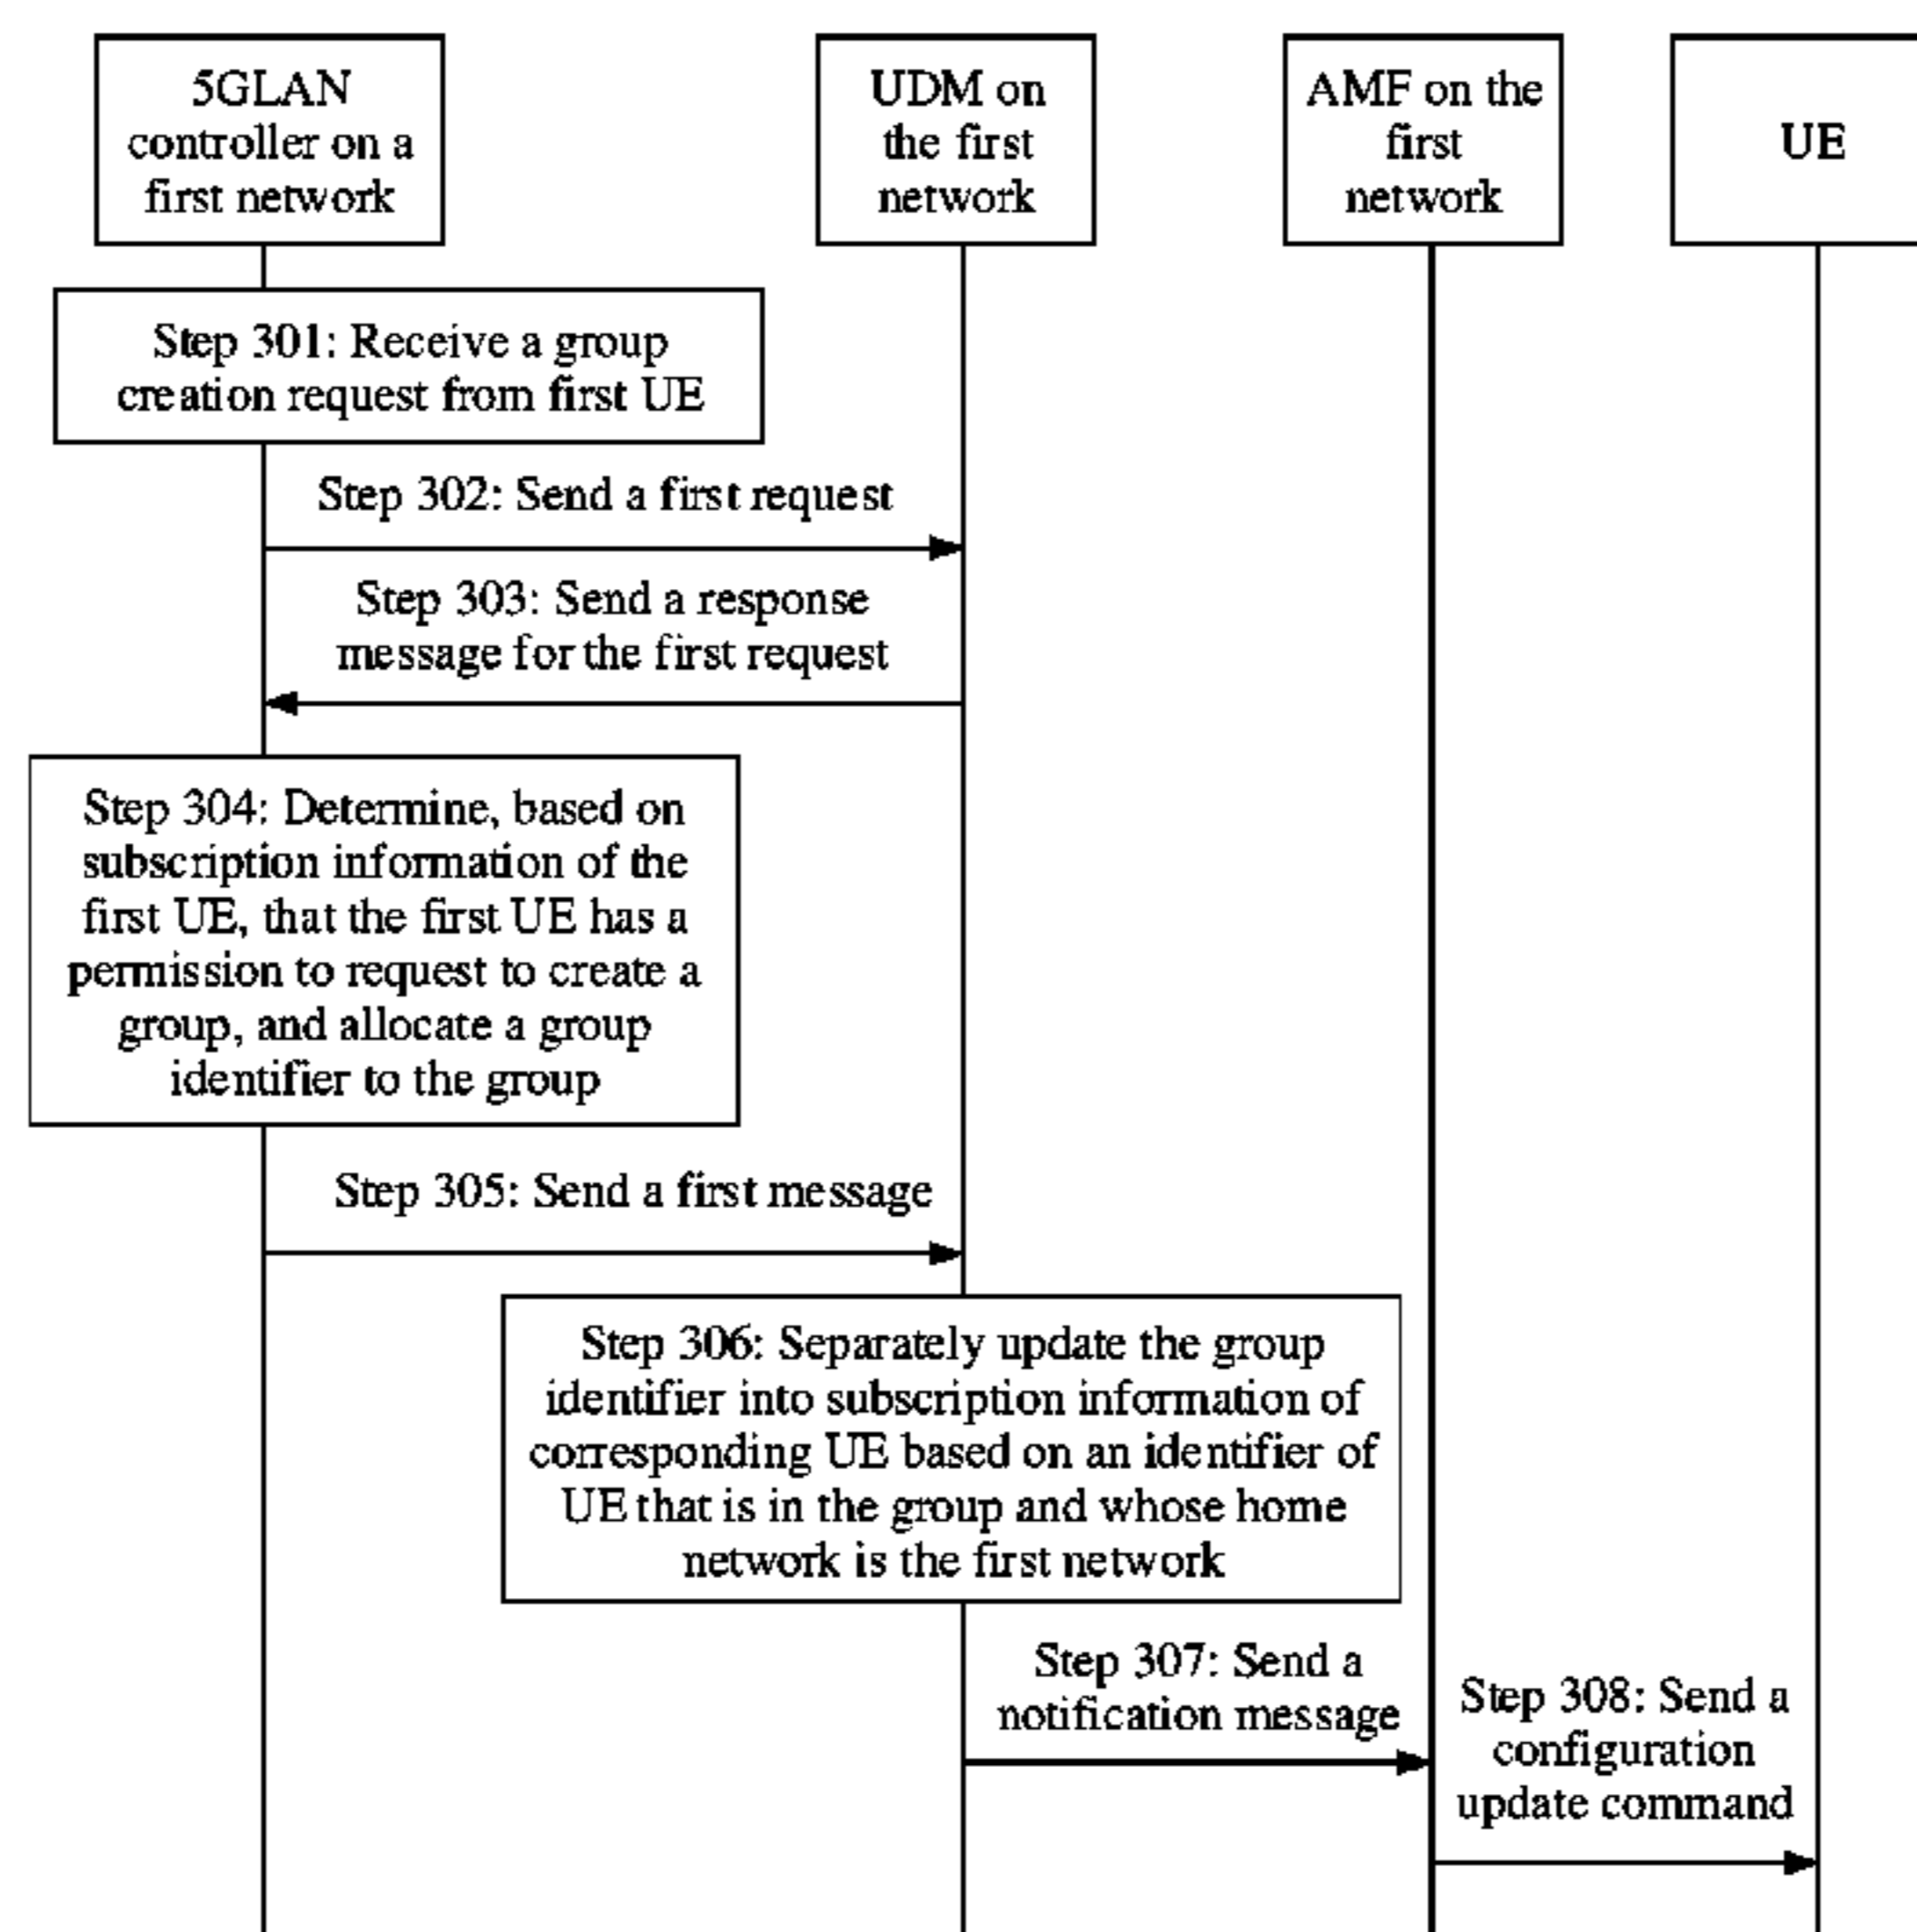 5GLAN
controller on a
first network
UDM on
the first
network
AMF on the
first
network
UE
Step 301: Receive a group
creation request from first UE
Step 302: Send a first request
Step 303: Send a response
message for the first request
Step 304: Determine, based on
subscription information of the
first UE, that the first UE has a
permission to request to create a
group, and allocate a group
identifier to the group
Step 305: Send a first message
Step 306: Separately update the group
identifier into subscription information of
corresponding UE based on an identifier of
UE that is in the group and whose home
network is the first network
Step 307: Send a
notification message
Step 308: Send a
configuration
update command